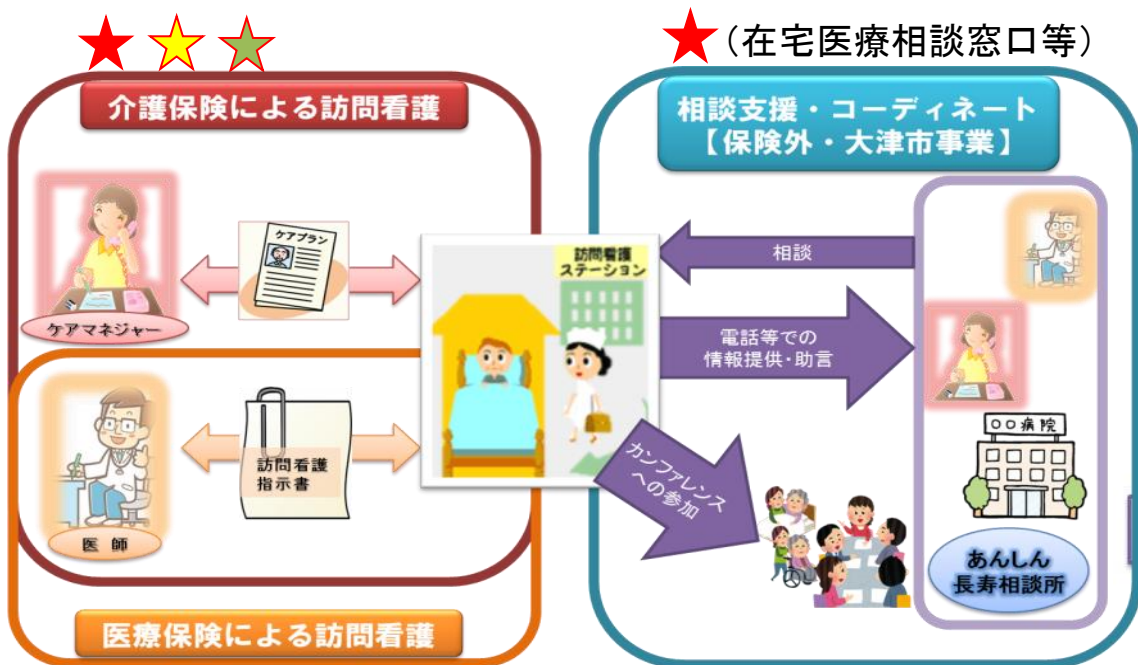 (在宅医療相談窓口等)
介護保険による訪問看護
相談支援・コーディネート
【保険外・大津市事業】
ケアプラン
ケアマネジャー
訪問看護
ステーション
相談
電話等での
情報提供・助言
訪問看護
指示書
医師
カンファレンス
への参加
〇〇病院
あんしん
長寿相談所
医療保険による訪問看護